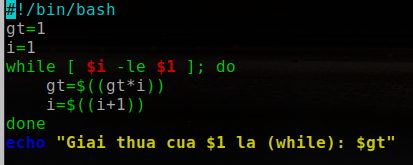 #!/bin/bash
gt=1
i=1
while [ $i -le $1 ]; do
    gt=$((gt*i))
    i=$((i+1))
done
echo "Giai thua cua $1 la (while): $gt"